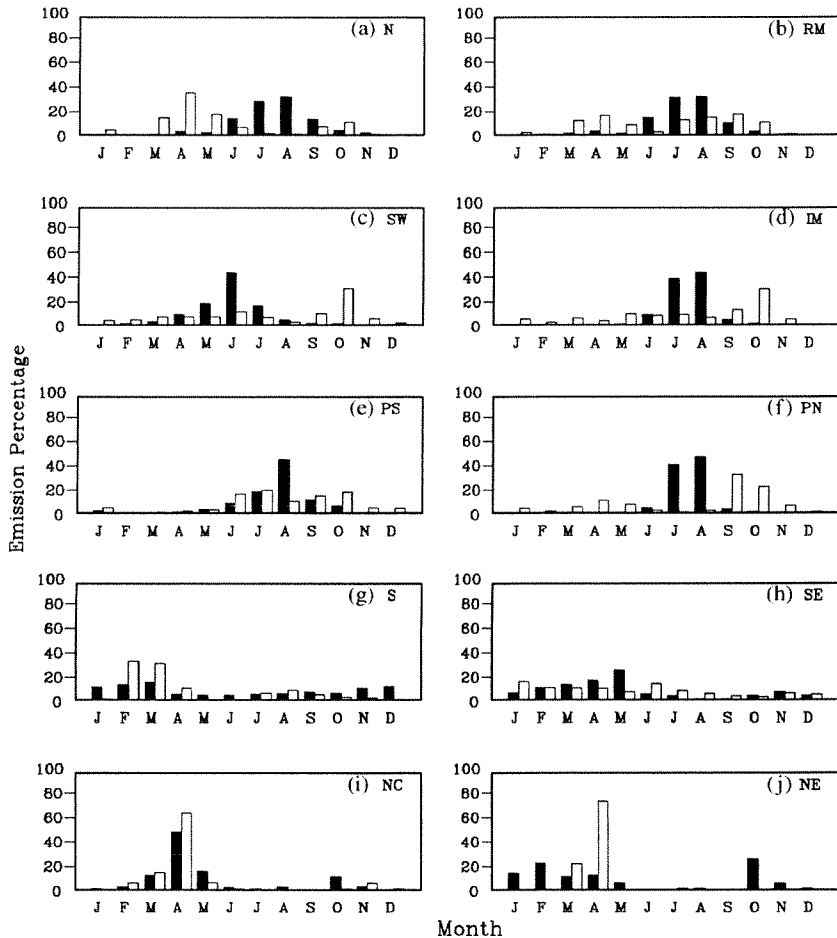 100 (a) N 100 (b) RM
80 80
60 60
40 40
20 20
0 0
J F M A M J J A S O N D J F M A M J J A S O N D
100 (c) SW 100 (d) IM
80 80
60 60
40 40
20 20
0 0
J F M A M J J A S O N D J F M A M J J A S O N D
Emission Percentage
100 (e) PS 100 (f) PN
80 80
60 60
40 40
20 20
0 0
J F M A M J J A S O N D J F M A M J J A S O N D
100 (g) S 100 (h) SE
80 80
60 60
40 40
20 20
0 0
J F M A M J J A S O N D J F M A M J J A S O N D
100 (i) NC 100 (j) NE
80 80
60 60
40 40
20 20
0 0
J F M A M J J A S O N D J F M A M J J A S O N D
Month